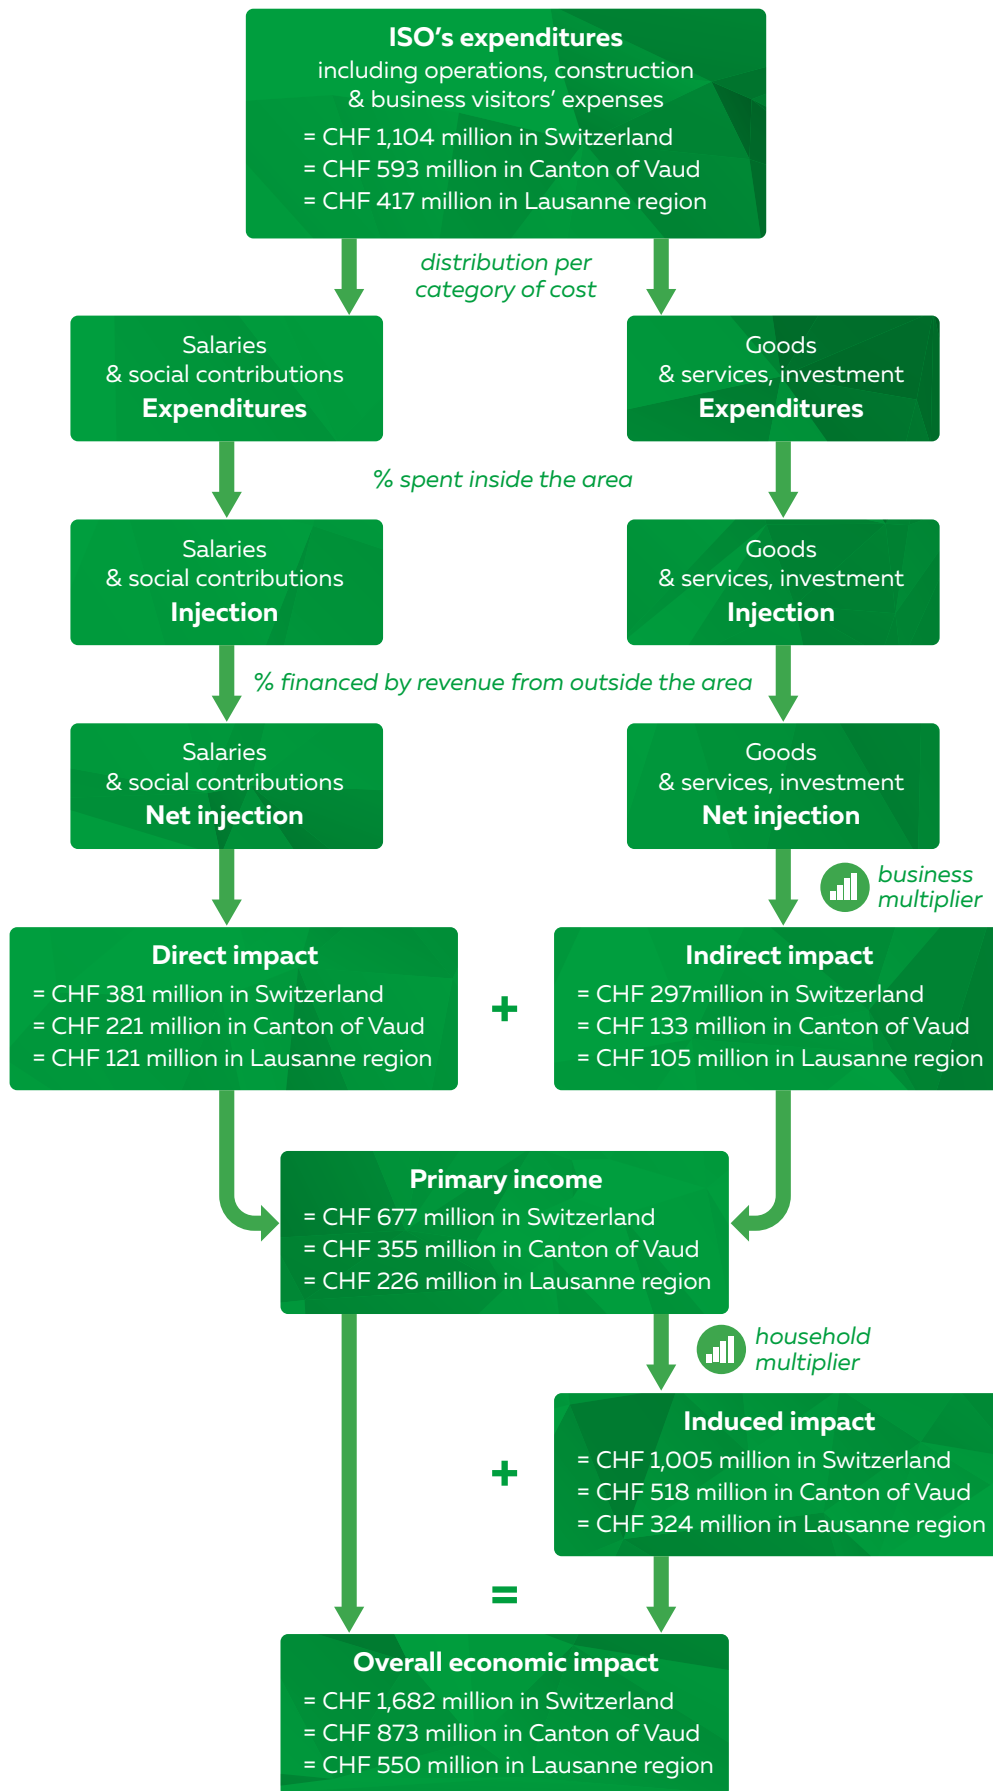 ISO's expenditures
including operations, construction
& business visitors' expenses
= CHF 1,104 million in Switzerland
= CHF 593 million in Canton of Vaud
= CHF 417 million in Lausanne region
distribution per
category of cost
Salaries
& social contributions
Expenditures
Goods
& services, investment
Expenditures
% spent inside the area
Salaries
& social contributions
Injection
Goods
& services, investment
Injection
% financed by revenue from outside the area
Salaries
& social contributions
Net injection
Goods
& services, investment
Net injection
business
multiplier
Direct impact
= CHF 381 million in Switzerland
= CHF 221 million in Canton of Vaud
= CHF 121 million in Lausanne region
+
Indirect impact
= CHF 297million in Switzerland
= CHF 133 million in Canton of Vaud
= CHF 105 million in Lausanne region
Primary income
= CHF 677 million in Switzerland
= CHF 355 million in Canton of Vaud
= CHF 226 million in Lausanne region
household
multiplier
+
Induced impact
= CHF 1,005 million in Switzerland
= CHF 518 million in Canton of Vaud
= CHF 324 million in Lausanne region
=
Overall economic impact
= CHF 1,682 million in Switzerland
= CHF 873 million in Canton of Vaud
= CHF 550 million in Lausanne region